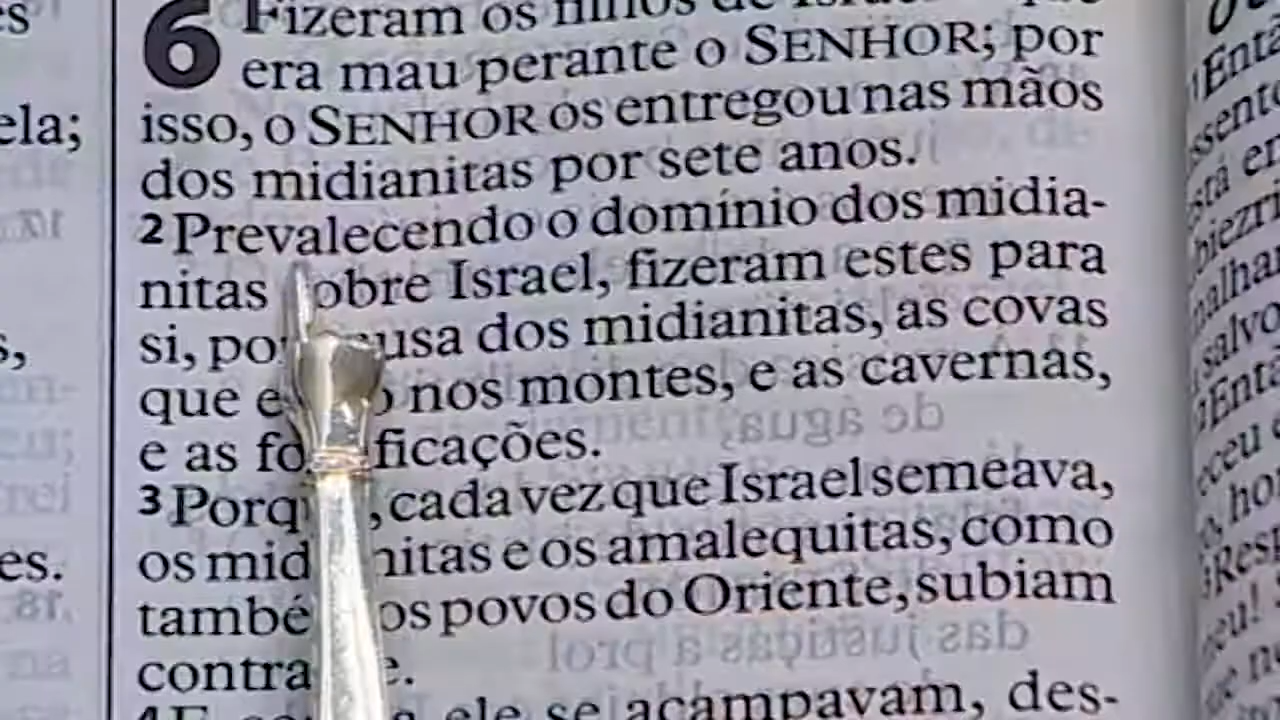 6 Fizeram os filhos de Israel que
era mau perante o SENHOR; por
isso, o SENHOR os entregou nas mãos
dos midianitas por sete anos.
2 Prevalecendo o domínio dos midia-
nitas sobre Israel, fizeram estes para
si, por causa dos midianitas, as covas
que estão nos montes, e as cavernas,
e as fortificações.
3 Porque, cada vez que Israel semeava,
os midianitas e os amalequitas, como
também os povos do Oriente, subiam
contra ele.
ele se acampavam, des-
ela;
es.